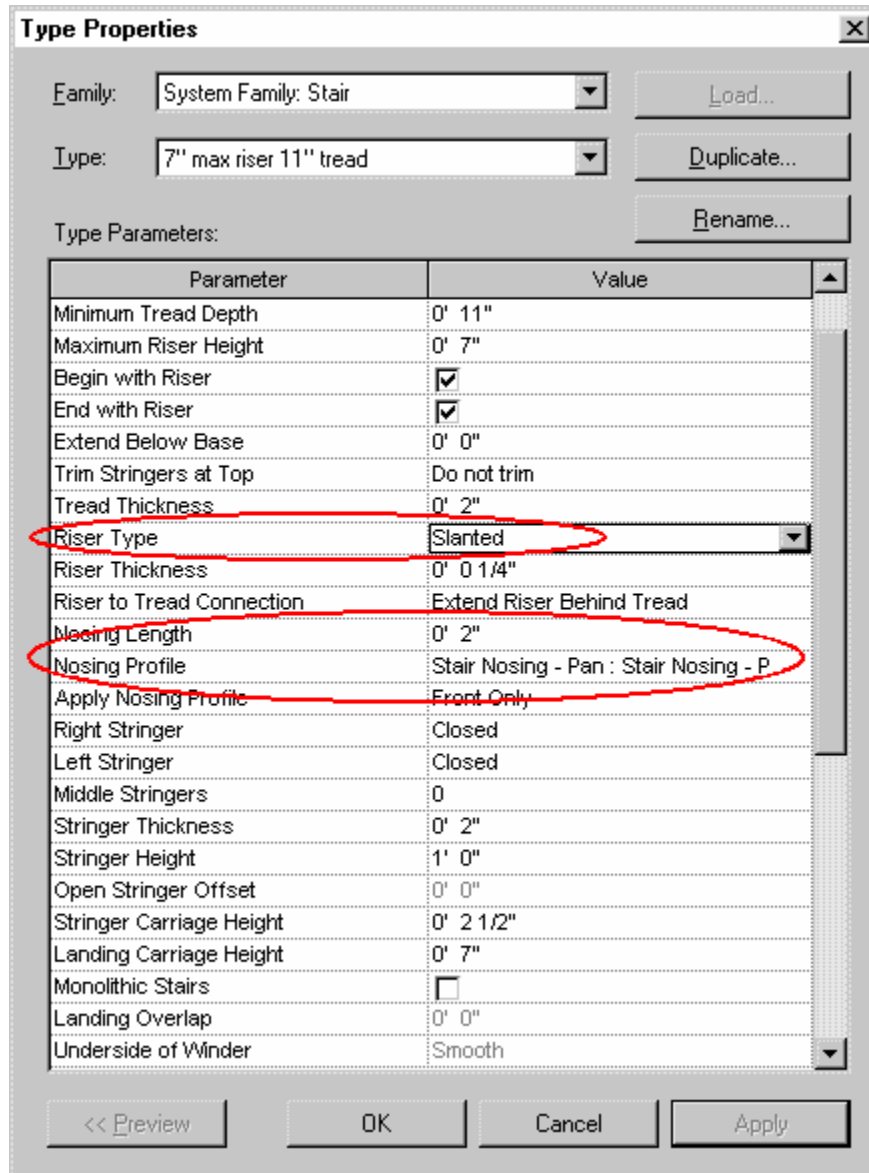 Type Properties
Family: System Family: Stair Load...
Type: 7" max riser 11" tread Duplicate...
Rename...
Type Parameters:
Parameter Value
Minimum Tread Depth 0' 11"
Maximum Riser Height 0' 7"
Begin with Riser
End with Riser
Extend Below Base 0' 0"
Trim Stringers at Top Do not trim
Tread Thickness 0' 2"
Riser Type Slanted
Riser Thickness 0' 0 1/4"
Riser to Tread Connection Extend Riser Behind Tread
Nosing Length 0' 2"
Nosing Profile Stair Nosing - Pan : Stair Nosing - P
Apply Nosing Profile Front Only
Right Stringer Closed
Left Stringer Closed
Middle Stringers 0
Stringer Thickness 0' 2"
Stringer Height 1' 0"
Open Stringer Offset 0' 0"
Stringer Carriage Height 0' 2 1/2"
Landing Carriage Height 0' 7"
Monolithic Stairs
Landing Overlap 0' 0"
Underside of Winder Smooth
<< Preview OK Cancel Apply